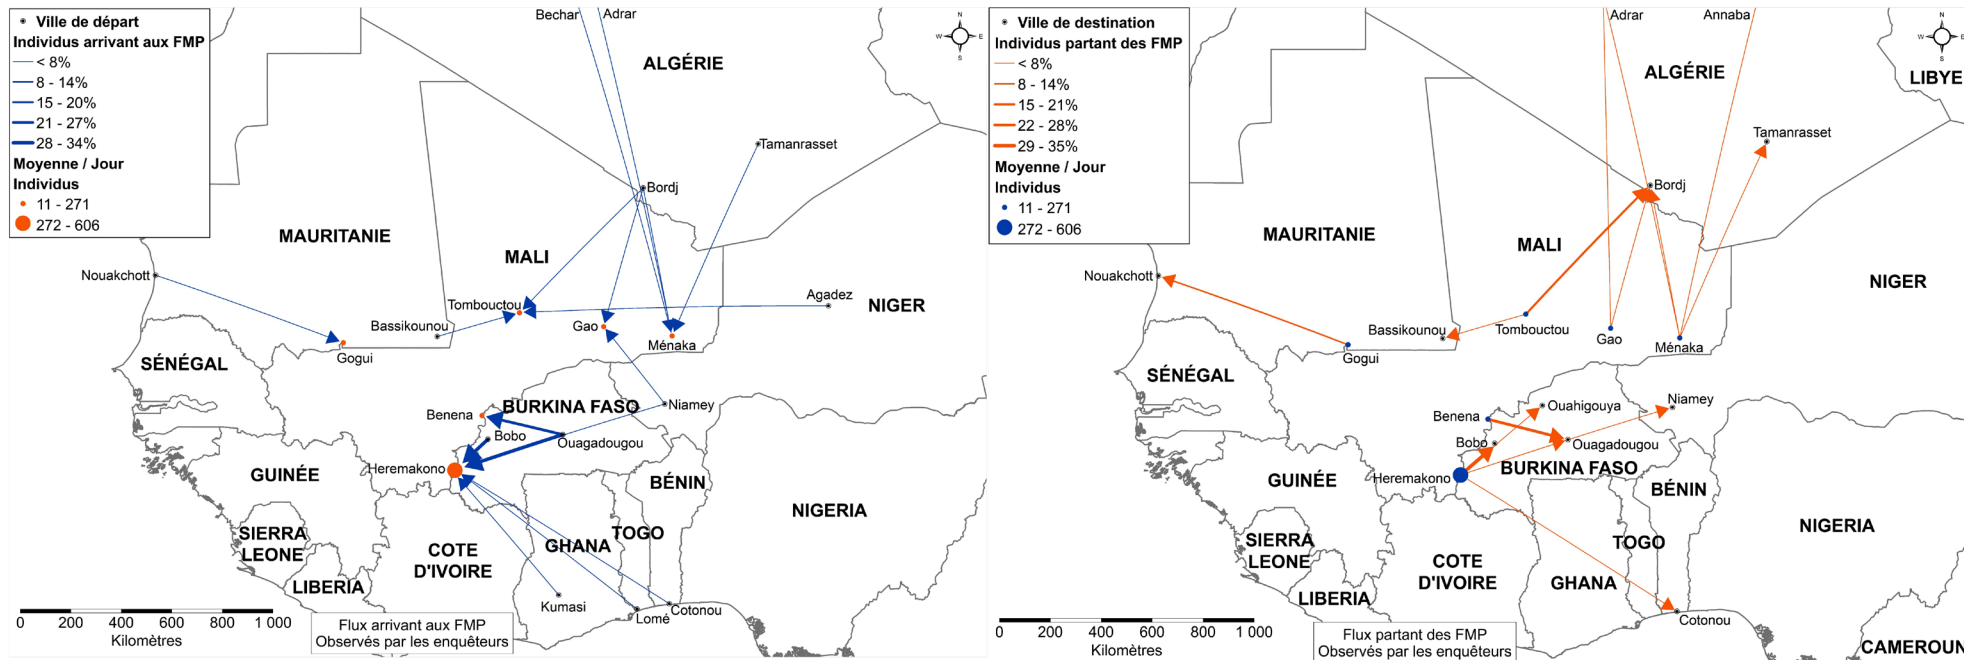 Ville de départ
Individus arrivant aux FMP
< 8%
8 - 14%
15 - 20%
21 - 27%
28 - 34%
Moyenne / Jour
Individus
11 - 271
272 - 606
Bechar
Adrar
N
W
E
S
ALGÉRIE
Tamanrasset
Bordj
MAURITANIE
MALI
Nouakchott
Agadez
Tombouctou
NIGER
Bassikounou
Gao
Ménaka
Gogui
SÉNÉGAL
Niamey
BURKINA FASO
Benena
Bobo
Ouagadougou
Heremakono
GUINÉE
BÉNIN
NIGERIA
SIERRA
LEONE
TOGO
GHANA
COTE
D'IVOIRE
LIBERIA
Kumasi
Cotonou
Lomé
0 200 400 600 800 1 000
Kilomètres
Flux arrivant aux FMP
Observés par les enquêteurs
Ville de destination
Individus partant des FMP
< 8%
8 - 14%
15 - 21%
22 - 28%
29 - 35%
Moyenne / Jour
Individus
11 - 271
272 - 606
Adrar
Annaba
N
W
E
S
ALGÉRIE
LIBYE
Tamanrasset
Bordj
MAURITANIE
MALI
Nouakchott
NIGER
Bassikounou
Tombouctou
Gao
Ménaka
Gogui
SÉNÉGAL
Niamey
Ouahigouya
Benena
Bobo
Ouagadougou
BURKINA FASO
Heremakono
GUINÉE
BÉNIN
NIGERIA
SIERRA
LEONE
TOGO
COTE
D'IVOIRE
GHANA
LIBERIA
Cotonou
CAMEROUN
0 200 400 600 800 1 000
Kilomètres
Flux partant des FMP
Observés par les enquêteurs